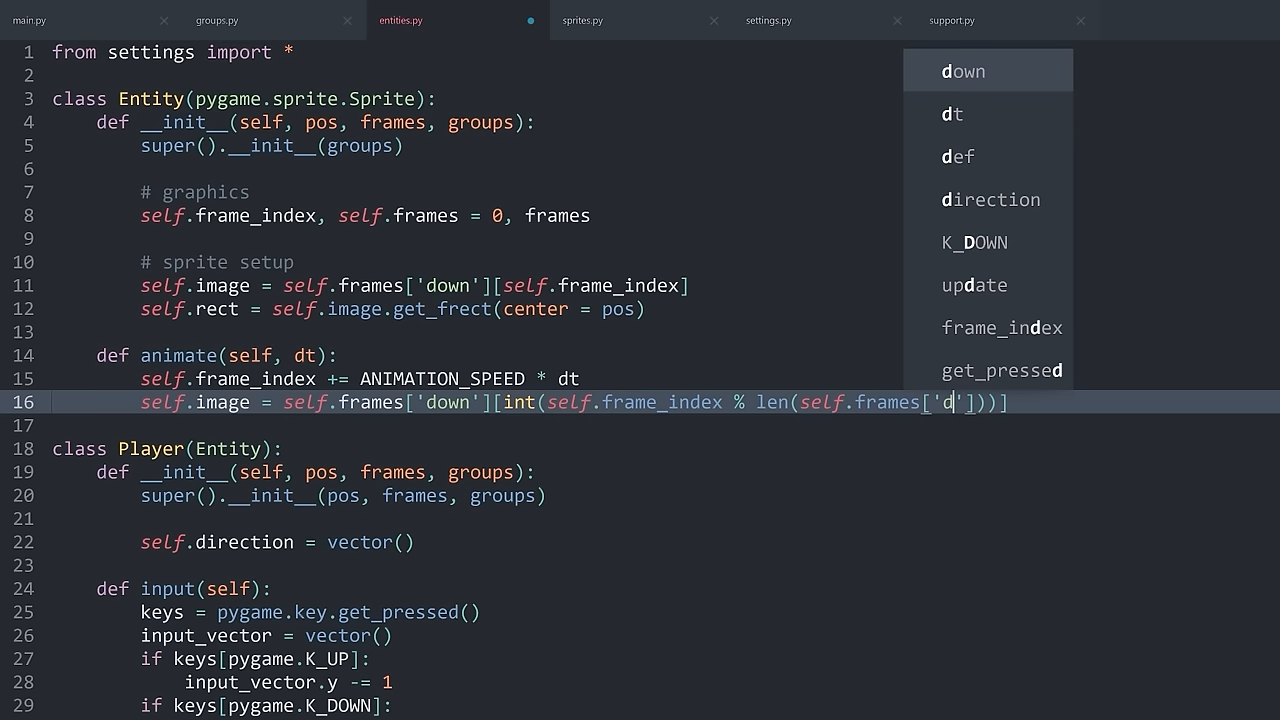 main.py groups.py entities.py sprites.py settings.py support.py
1 from settings import *
2
3 class Entity(pygame.sprite.Sprite):
4     def __init__(self, pos, frames, groups):
5         super().__init__(groups)
6
7         # graphics
8         self.frame_index, self.frames = 0, frames
9
10         # sprite setup
11         self.image = self.frames['down'][self.frame_index]
12         self.rect = self.image.get_frect(center = pos)
13
14     def animate(self, dt):
15         self.frame_index += ANIMATION_SPEED * dt
16         self.image = self.frames['down'][int(self.frame_index % len(self.frames['d']))]
17
18 class Player(Entity):
19     def __init__(self, pos, frames, groups):
20         super().__init__(pos, frames, groups)
21
22         self.direction = vector()
23
24     def input(self):
25         keys = pygame.key.get_pressed()
26         input_vector = vector()
27         if keys[pygame.K_UP]:
28             input_vector.y -= 1
29         if keys[pygame.K_DOWN]:
down
dt
def
direction
K_DOWN
update
frame_index
get_pressed